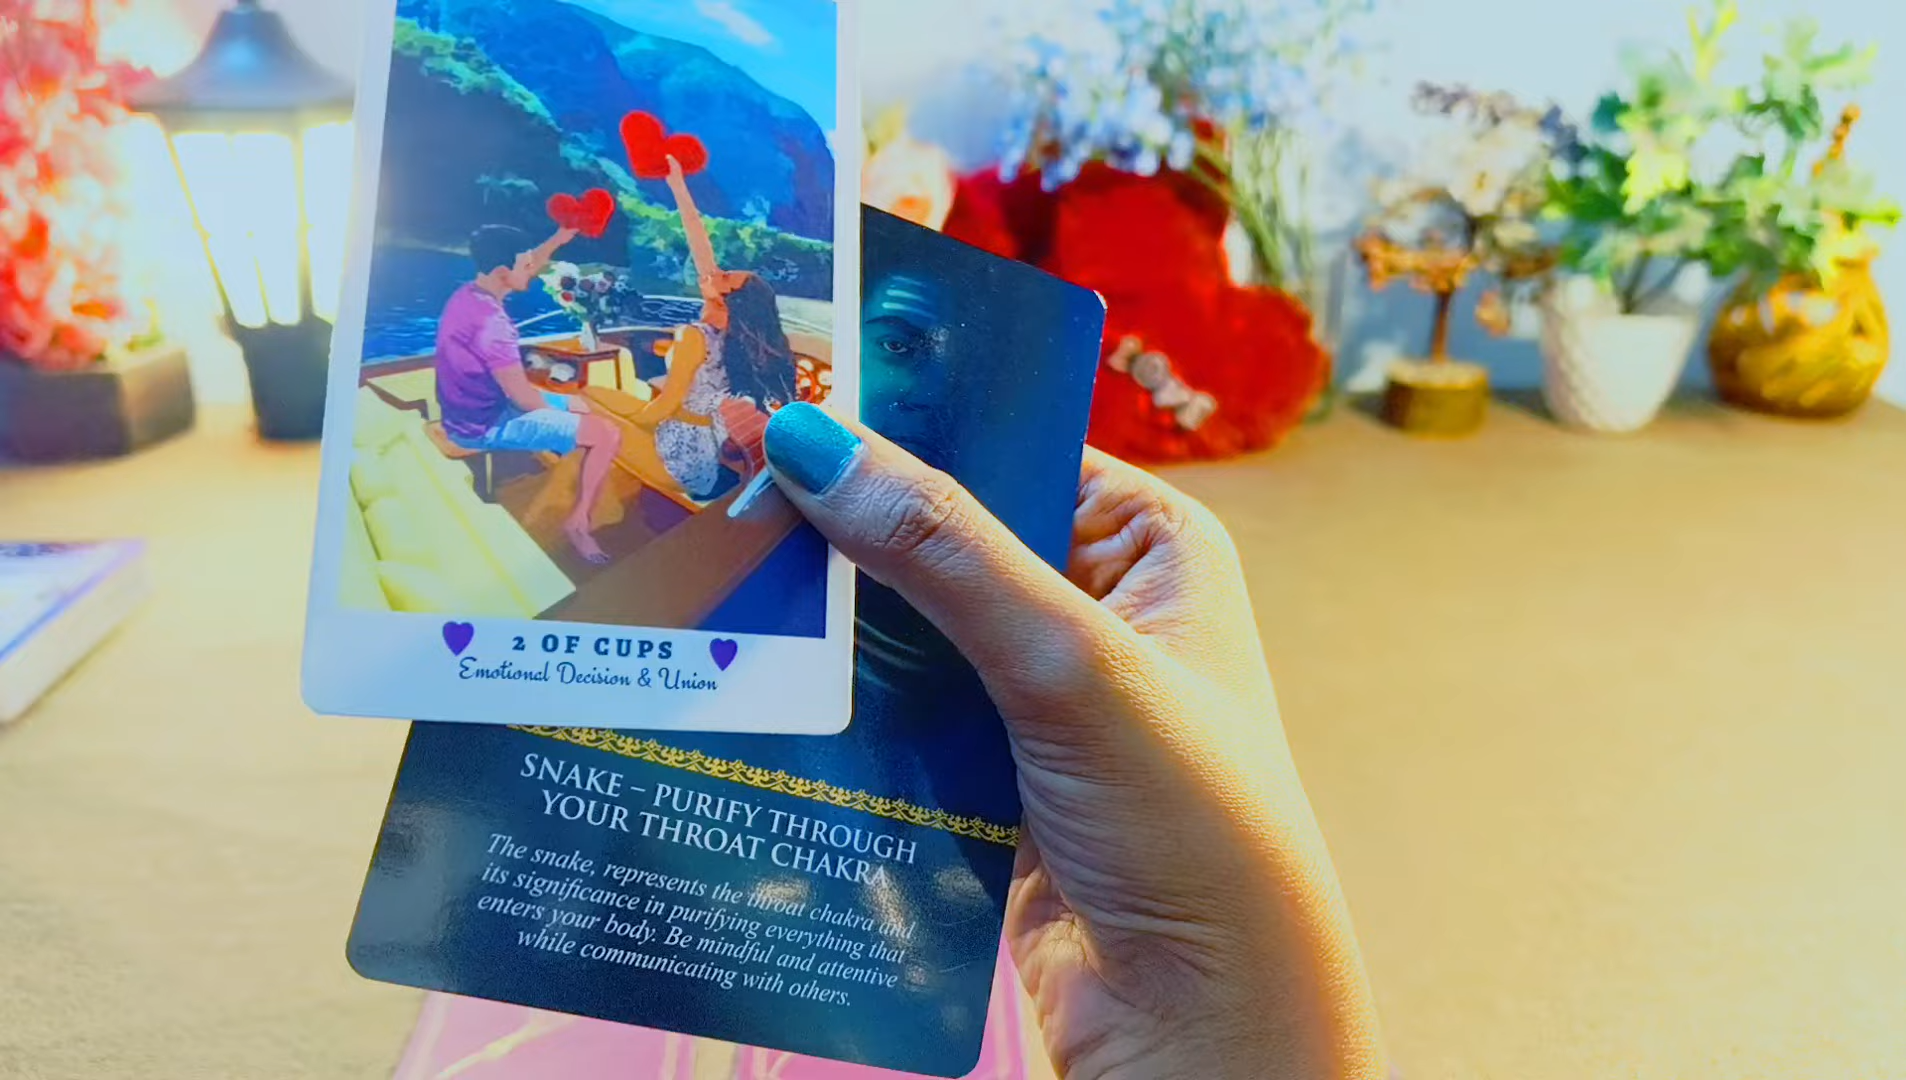 2 OF CUPS
Emotional Decision & Union
SNAKE – PURIFY THROUGH
YOUR THROAT CHAKRA
The snake, represents the throat chakra and
its significance in purifying everything that
enters your body. Be mindful and attentive
while communicating with others.
LOVE